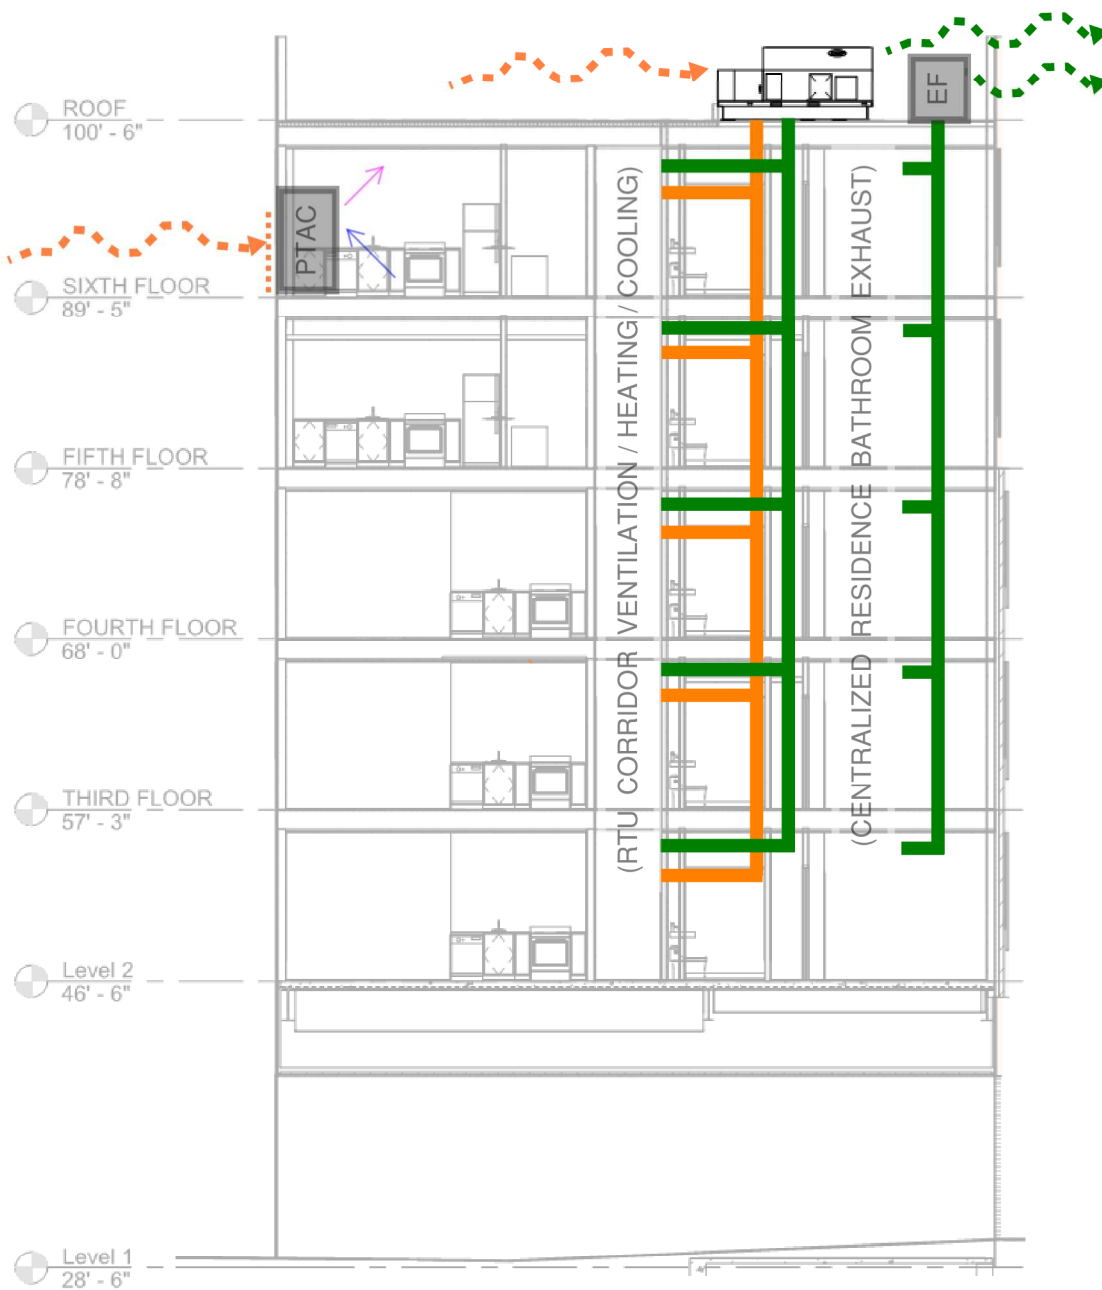 EF
ROOF
100' - 6"
PTAC
SIXTH FLOOR
89' - 5"
FIFTH FLOOR
78' - 8"
FOURTH FLOOR
68' - 0"
THIRD FLOOR
57' - 3"
Level 2
46' - 6"
Level 1
28' - 6"
(RTU CORRIDOR VENTILATION / HEATING / COOLING)
(CENTRALIZED RESIDENCE BATHROOM EXHAUST)